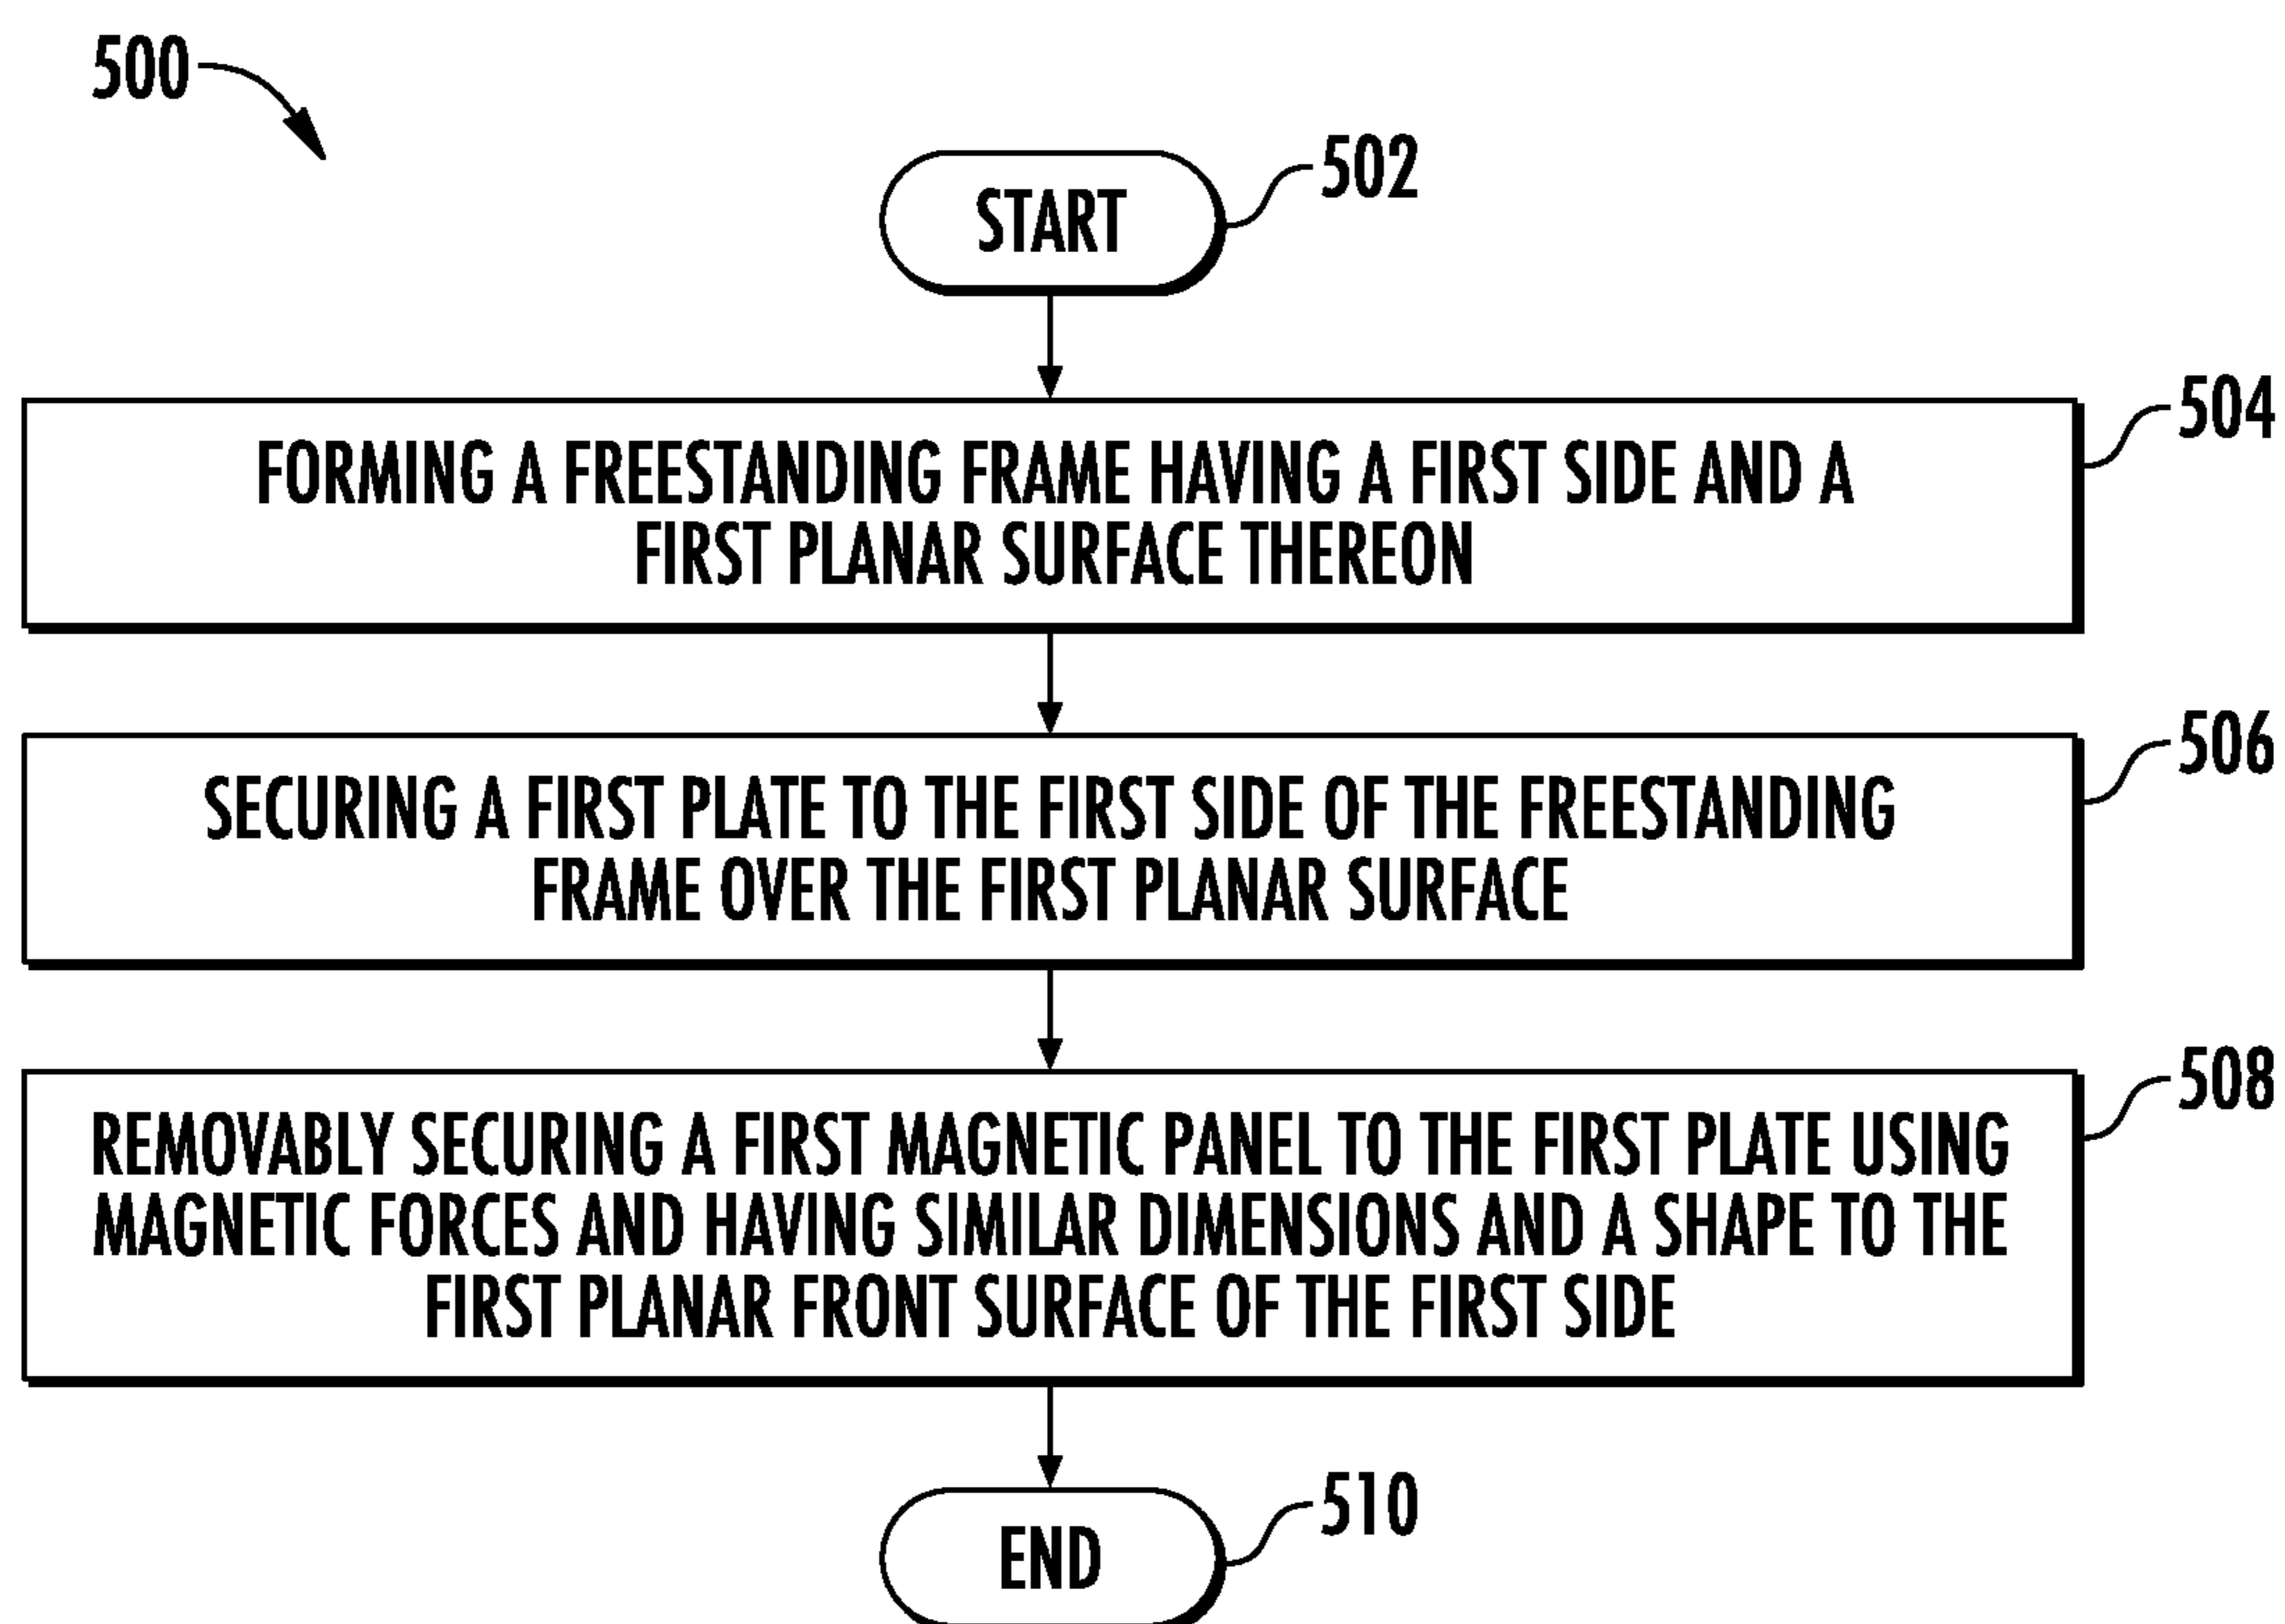 500
START
502
FORMING A FREESTANDING FRAME HAVING A FIRST SIDE AND A
FIRST PLANAR SURFACE THEREON
504
SECURING A FIRST PLATE TO THE FIRST SIDE OF THE FREESTANDING
FRAME OVER THE FIRST PLANAR SURFACE
506
REMOVABLY SECURING A FIRST MAGNETIC PANEL TO THE FIRST PLATE USING
MAGNETIC FORCES AND HAVING SIMILAR DIMENSIONS AND A SHAPE TO THE
FIRST PLANAR FRONT SURFACE OF THE FIRST SIDE
508
END
510